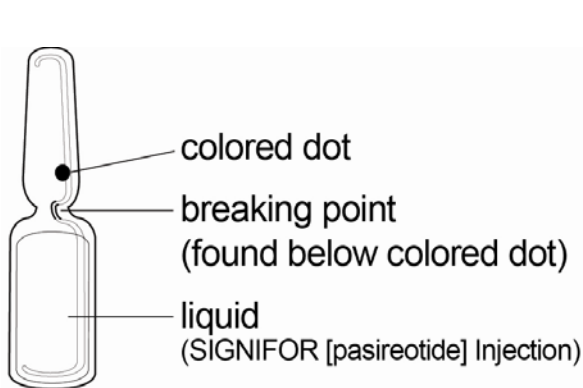 colored dot
breaking point
(found below colored dot)
liquid
(SIGNIFOR [pasireotide] Injection)